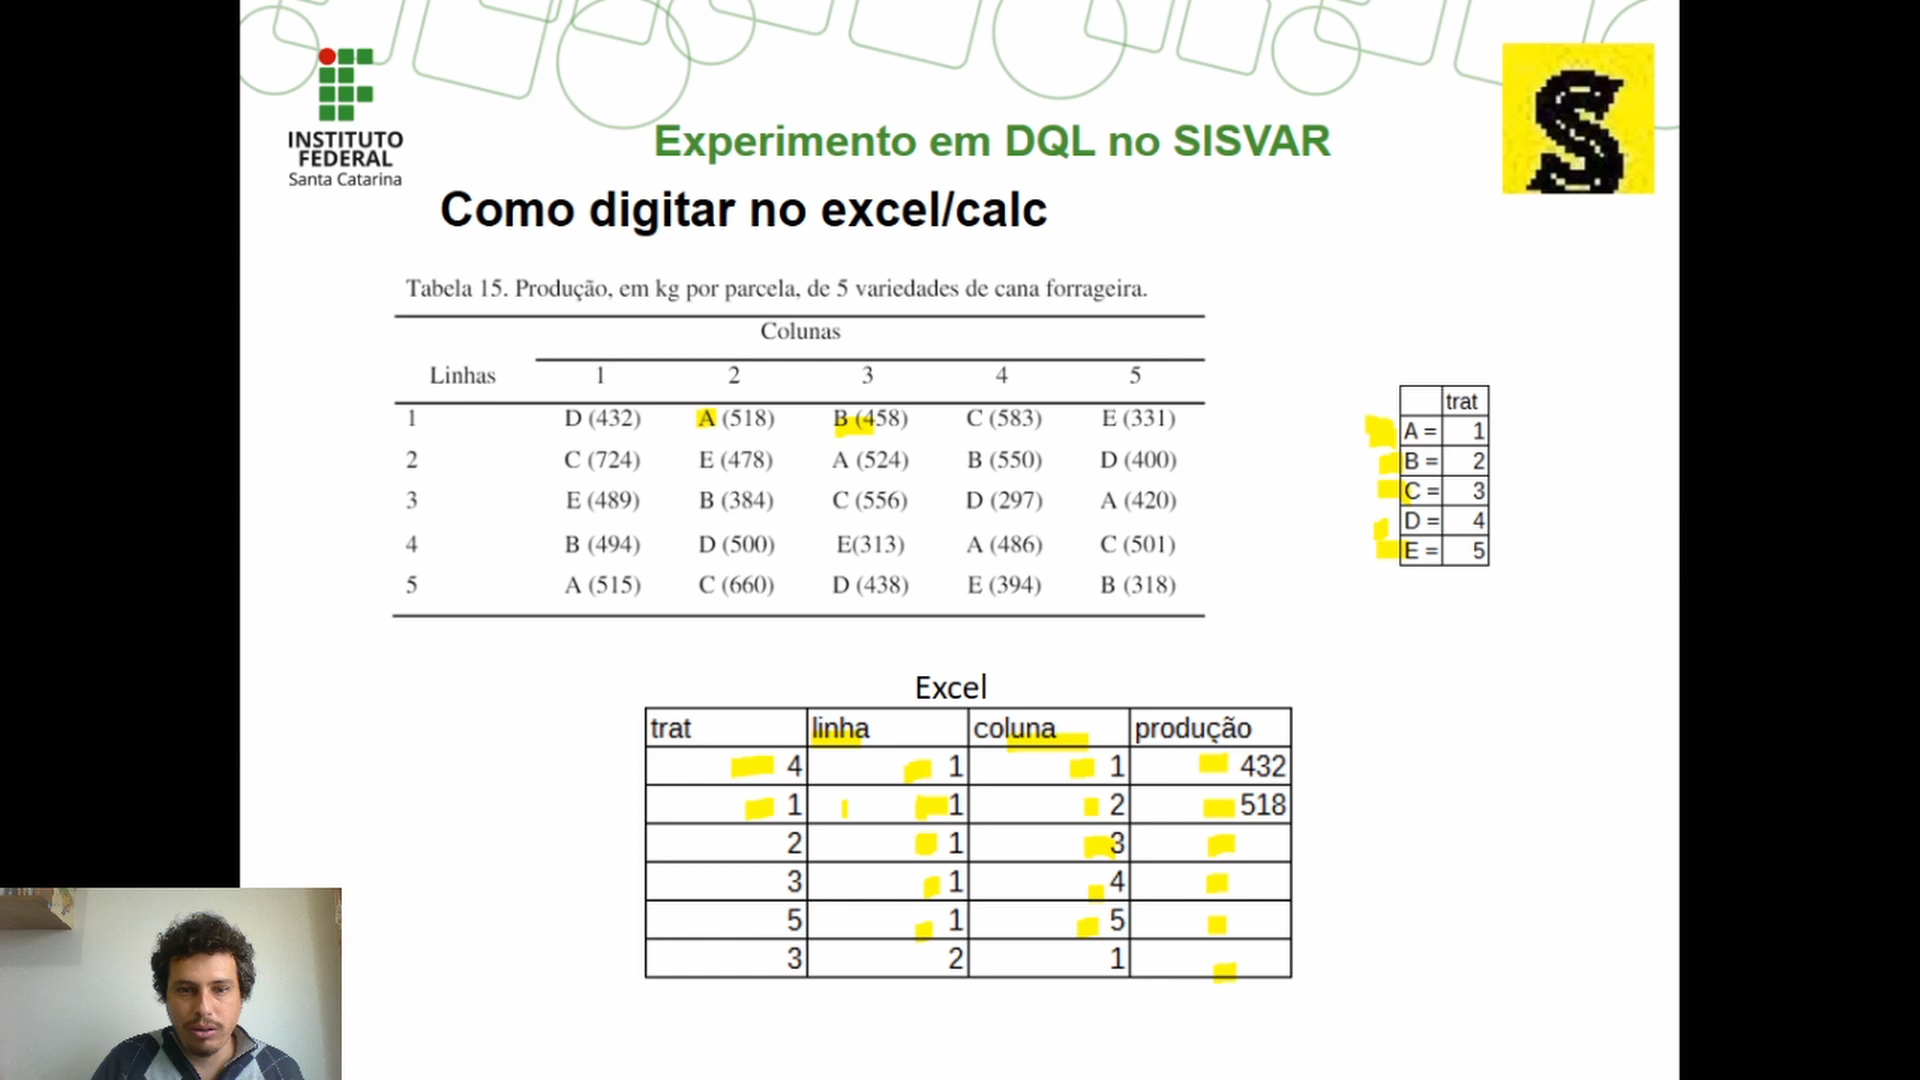 INSTITUTO
FEDERAL
Santa Catarina
S
Experimento em DQL no SISVAR
Como digitar no excel/calc
Tabela 15. Produção, em kg por parcela, de 5 variedades de cana forrageira.
Colunas
Linhas 1 2 3 4 5
1 D (432) A (518) B (458) C (583) E (331)
2 C (724) E (478) A (524) B (550) D (400)
3 E (489) B (384) C (556) D (297) A (420)
4 B (494) D (500) E(313) A (486) C (501)
5 A (515) C (660) D (438) E (394) B (318)
trat
A = 1
B = 2
C = 3
D = 4
E = 5
Excel
trat linha coluna produção
4 1 1 432
1 1 2 518
2 1 3
3 1 4
5 1 5
3 2 1